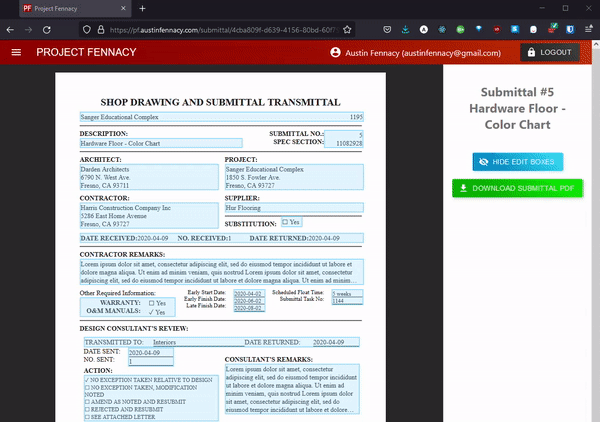 PF Project Fennacy
https://pf.austinfennacy.com/submittal/4cba809f-d639-4156-80bd-60f7
PROJECT FENNACY
Austin Fennacy (austinfennacy@gmail.com)
LOGOUT
SHOP DRAWING AND SUBMITTAL TRANSMITTAL
Sanger Educational Complex 1195
DESCRIPTION: SUBMITTAL NO.: 5
Hardware Floor - Color Chart SPEC SECTION: 11082928
ARCHITECT: PROJECT:
Darden Architects Sanger Educational Complex
6790 N. West Ave. 1850 S. Fowler Ave.
Fresno, CA 93711 Fresno, CA 93727
CONTRACTOR: SUPPLIER:
Harris Construction Company Inc Hur Flooring
5286 East Home Avenue
Fresno, CA 93727 SUBSTITUTION: ☐ Yes
DATE RECEIVED:2020-04-09 NO. RECEIVED:1 DATE RETURNED:2020-04-09
CONTRACTOR REMARKS:
Lorem ipsum dolor sit amet, consectetur adipiscing elit, sed do eiusmod tempor incididunt ut labore et
dolore magna aliqua. Ut enim ad minim veniam, quis nostrud Lorem ipsum dolor sit amet, consectetur
adipiscing elit, sed do eiusmod tempor incididunt ut labore et dolore magna aliqua. Ut enim ad minim…
Other Required Information: Early Start Date: 2020-04-02 Scheduled Float Time: 5 weeks
WARRANTY: ☐ Yes Early Finish Date: 2020-06-02 Submittal Task No: 1144
O&M MANUALS: ✓ Yes Late Finish Date: 2020-09-02
DESIGN CONSULTANT'S REVIEW:
TRANSMITTED TO: Interiors DATE RETURNED: 2020-04-09
DATE SENT: 2020-04-09
NO. SENT: 1
ACTION:
✓ NO EXCEPTION TAKEN RELATIVE TO DESIGN
☐ NO EXCEPTION TAKEN, MODIFICATION
NOTED
☐ AMEND AS NOTED AND RESUBMIT
☐ REJECTED AND RESUBMIT
☐ SEE ATTACHED LETTER
CONSULTANT'S REMARKS:
Lorem ipsum dolor sit amet,
consectetur adipiscing elit, sed do
eiusmod tempor incididunt ut labore
et dolore magna aliqua. Ut enim ad
minim veniam, quis nostrud Lorem
ipsum dolor sit amet, consectetur
adipiscing elit, sed do
eiusmod tempor incididunt ut labore
et dolore magna aliqua. Ut enim ad…
Submittal #5
Hardware Floor -
Color Chart
HIDE EDIT BOXES
DOWNLOAD SUBMITTAL PDF